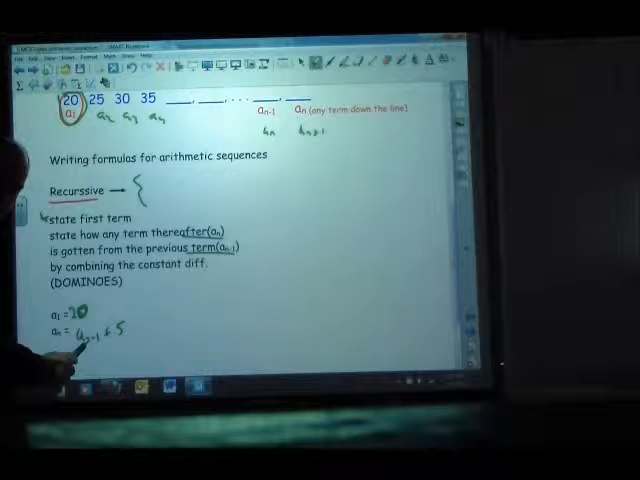 20 25 30 35 ___, ___, . . . ___, ___
a1 a2 a3 a4 an-1 an (any term down the line)
an an+1
Writing formulas for arithmetic sequences
Recurssive → {
state first term
state how any term thereafter(an)
is gotten from the previous term(an-1)
by combining the constant diff.
(DOMINOES)
a1 = 20
an = an-1 + 5